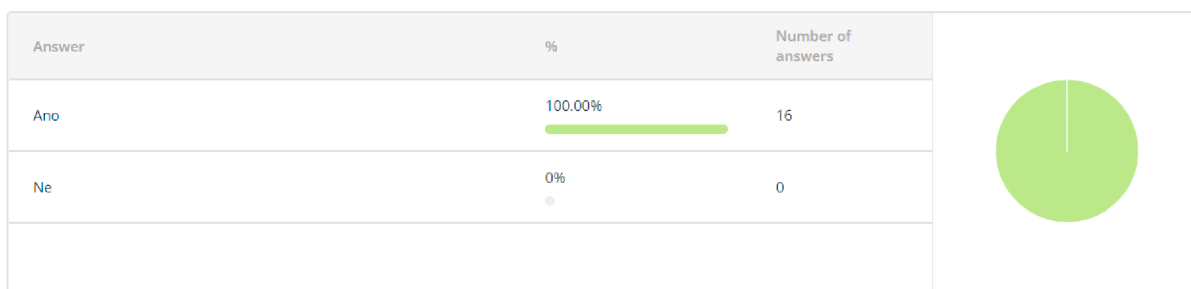 Answer % Number of
answers
Ano 100.00% 16
Ne 0% 0